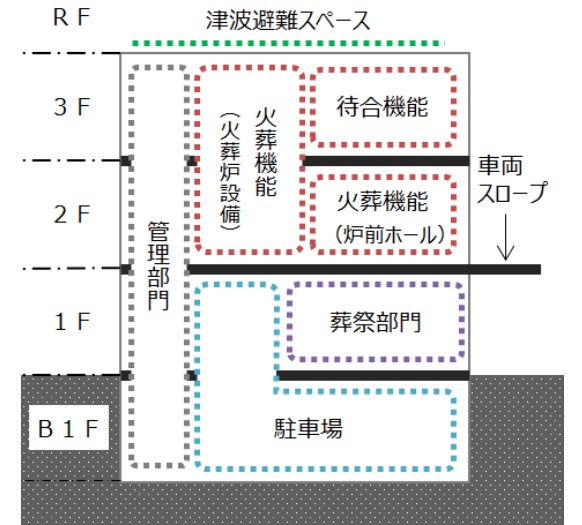 RF
津波避難スペース
3F
火葬機能
(火葬炉設備)
待合機能
車両
スロープ
2F
管理部門
火葬機能
(炉前ホール)
1F
葬祭部門
B1F
駐車場